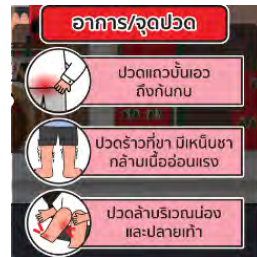 อาการ/จุดปวด
ปวดแถวบั้นเอว
ถึงก้นกบ
ปวดร้าวที่ขา มีเหน็บชา
กล้ามเนื้ออ่อนแรง
ปวดล้าบริเวณน่อง
และปลายเท้า